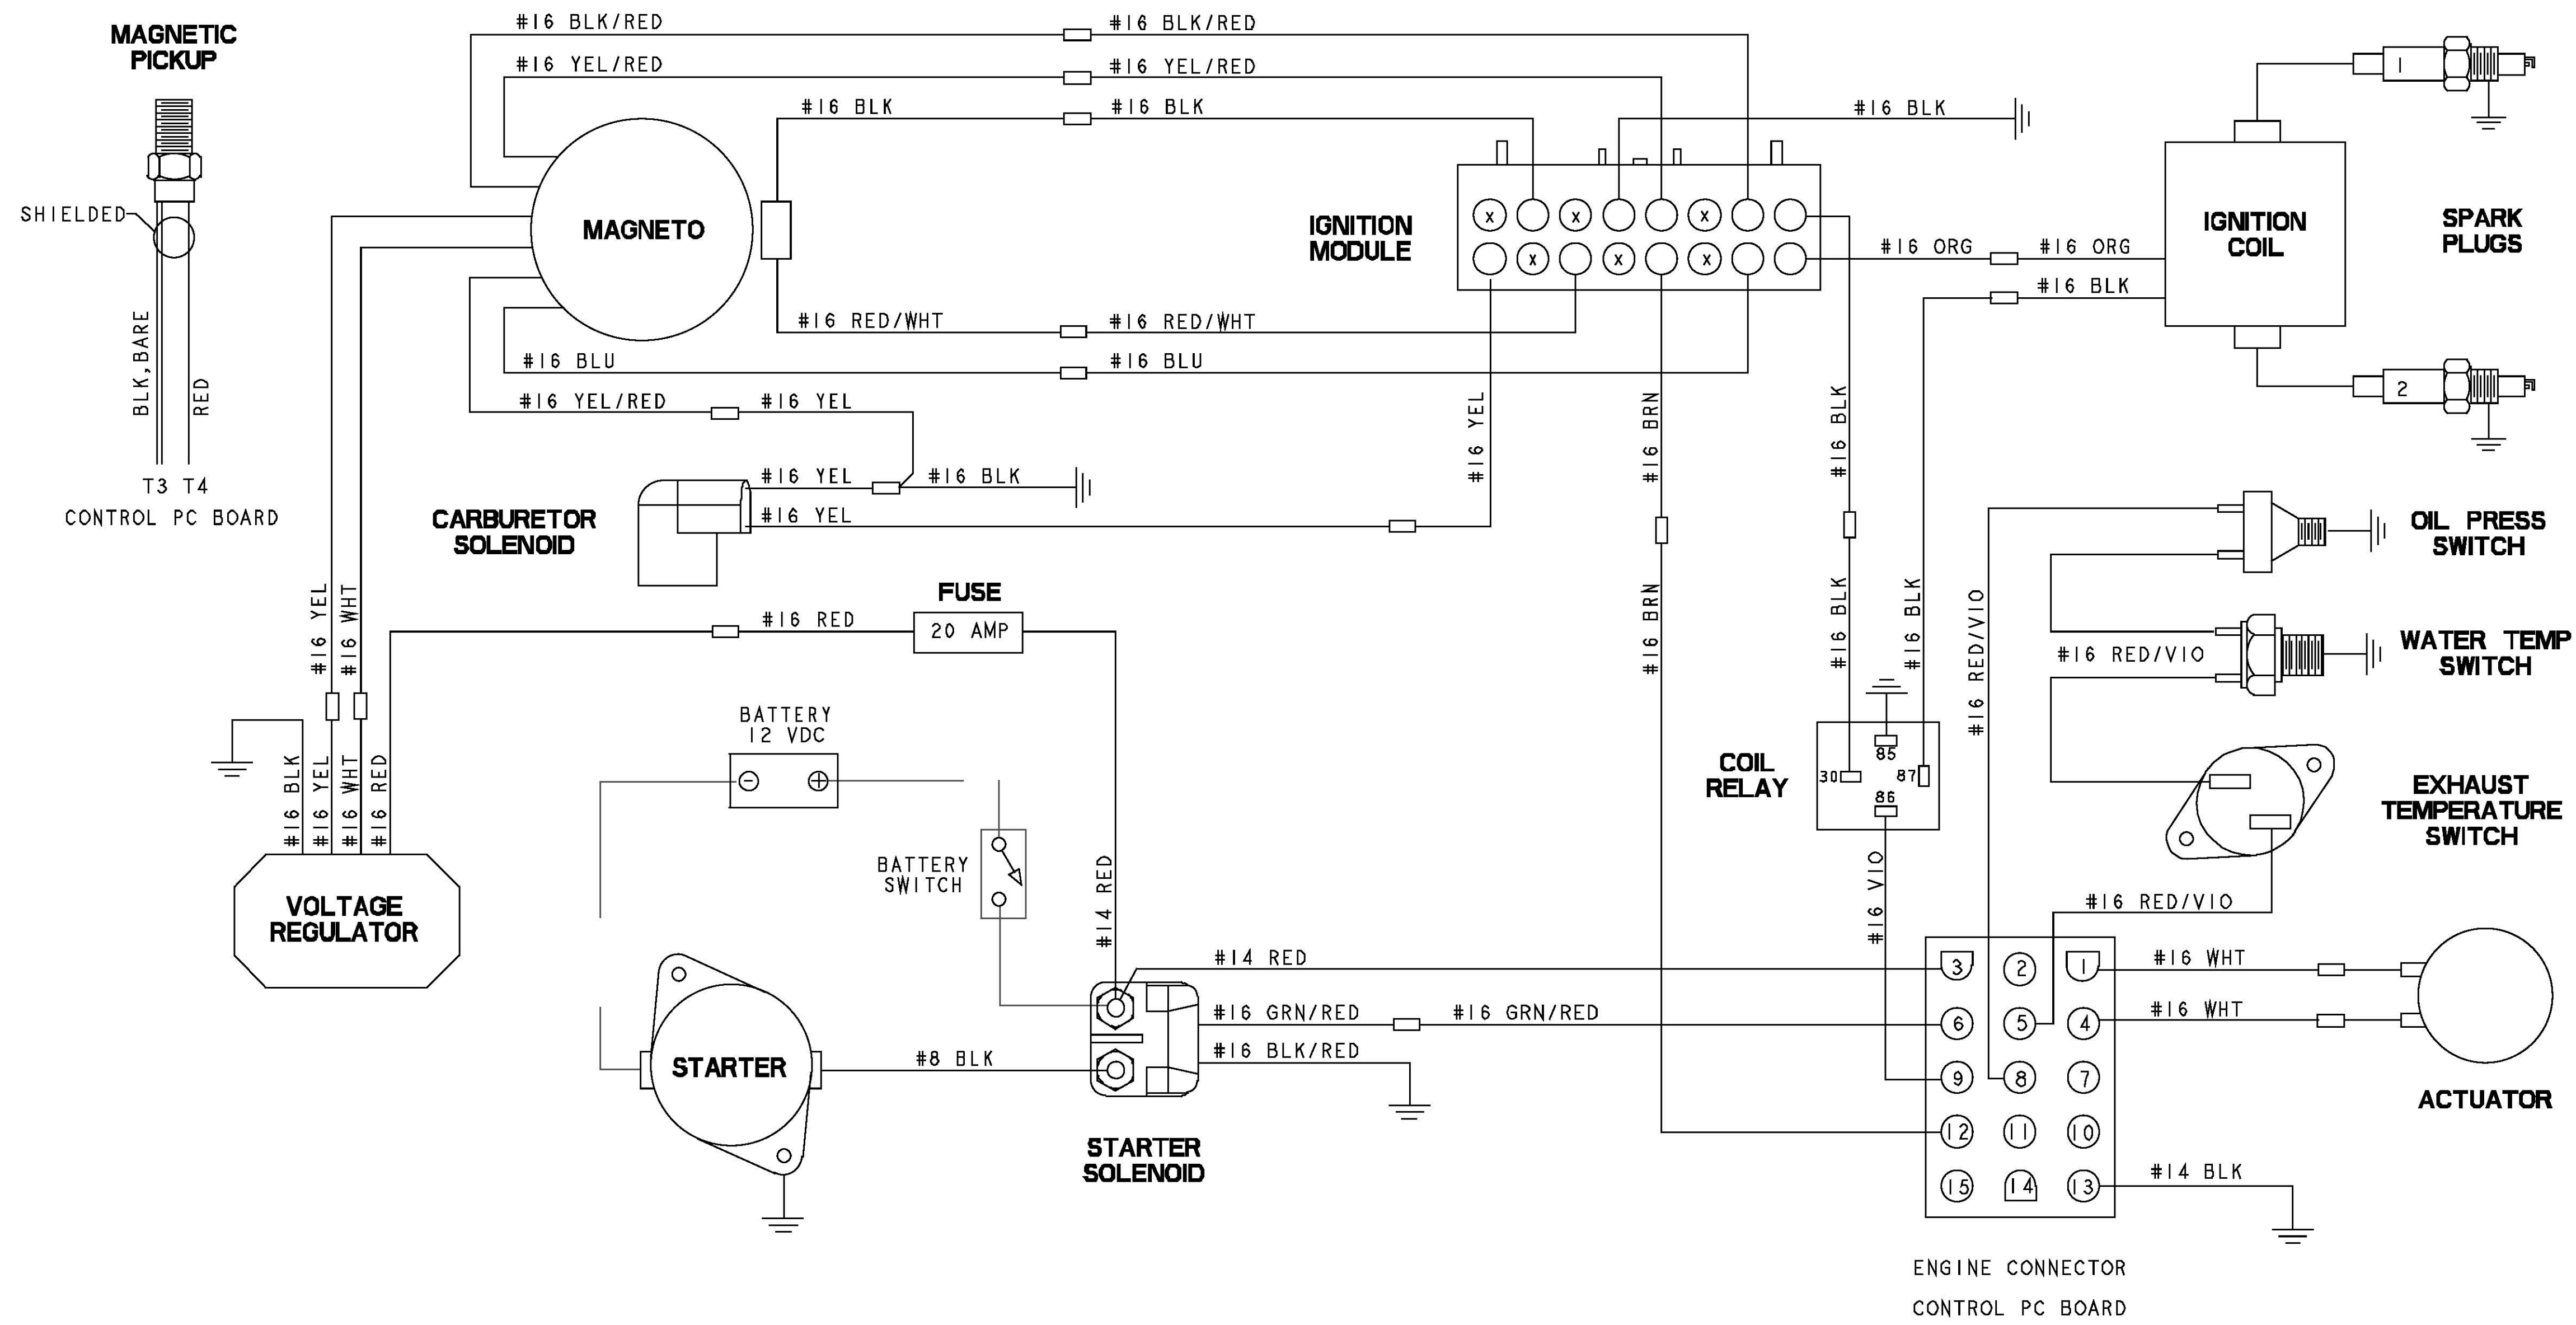 MAGNETIC
PICKUP
SHIELDED
BLK,BARE
RED
T3 T4
CONTROL PC BOARD
#16 BLK/RED
#16 BLK/RED
#16 YEL/RED
#16 YEL/RED
#16 BLK
#16 BLK
#16 BLK
MAGNETO
IGNITION
MODULE
X
X
X
X
X
X
#16 RED/WHT
#16 RED/WHT
#16 BLU
#16 BLU
#16 YEL/RED
#16 YEL
#16 YEL
#16 BLK
#16 YEL
CARBURETOR
SOLENOID
#16 YEL
#16 BRN
#16 BRN
#16 BLK
#16 BLK
#16 BLK
#16 ORG
#16 ORG
#16 BLK
IGNITION
COIL
1
2
SPARK
PLUGS
OIL PRESS
SWITCH
#16 RED/VIO
#16 RED/VIO
WATER TEMP
SWITCH
EXHAUST
TEMPERATURE
SWITCH
#16 RED/VIO
FUSE
20 AMP
#16 RED
#16 YEL
#16 WHT
#16 BLK
#16 YEL
#16 WHT
#16 RED
VOLTAGE
REGULATOR
BATTERY
12 VDC
-
+
BATTERY
SWITCH
#14 RED
COIL
RELAY
85
30
87
86
#16 VIO
STARTER
#8 BLK
STARTER
SOLENOID
#14 RED
#16 GRN/RED
#16 GRN/RED
#16 BLK/RED
3 2 1
6 5 4
9 8 7
12 11 10
15 14 13
#16 WHT
#16 WHT
ACTUATOR
#14 BLK
ENGINE CONNECTOR
CONTROL PC BOARD